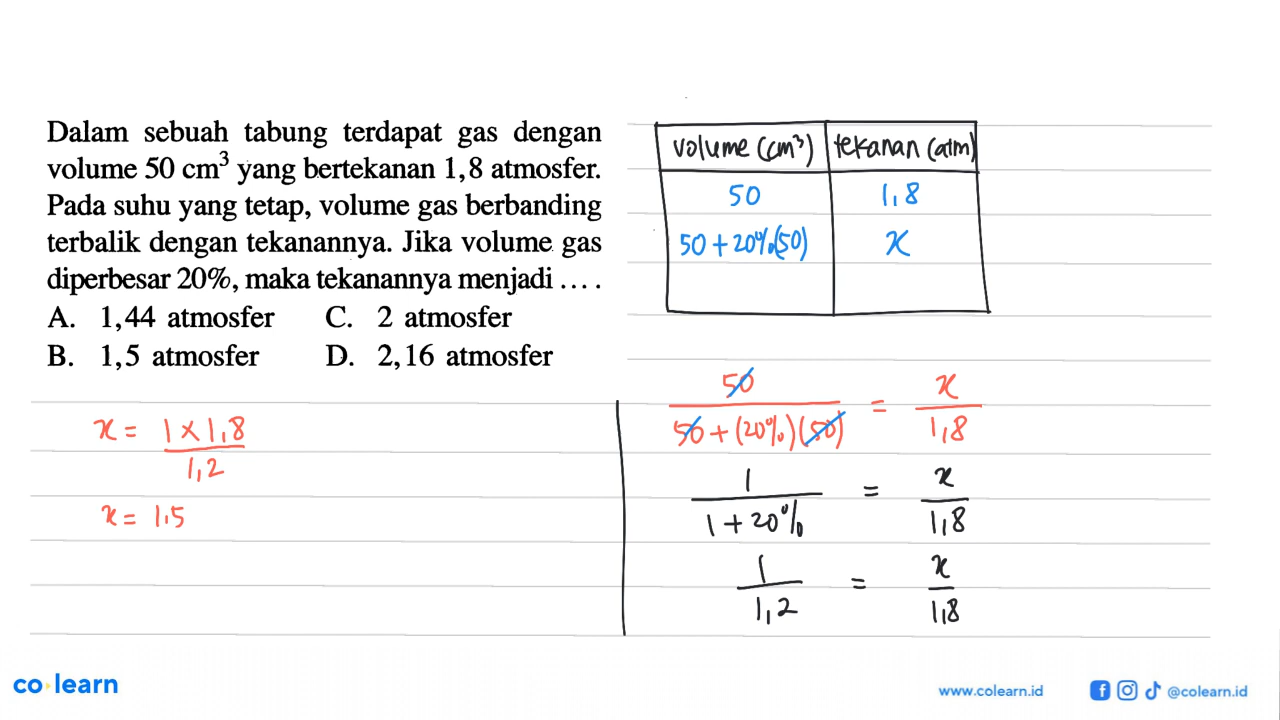 Dalam sebuah tabung terdapat gas dengan
volume 50 cm³ yang bertekanan 1,8 atmosfer.
Pada suhu yang tetap, volume gas berbanding
terbalik dengan tekanannya. Jika volume gas
diperbesar 20%, maka tekanannya menjadi ....
A. 1,44 atmosfer C. 2 atmosfer
B. 1,5 atmosfer D. 2,16 atmosfer
volume (cm³) tekanan (atm)
50 1,8
50 + 20% (50) x
50 / 50 + (20%) (50) = x / 1,8
1 / 1 + 20% = x / 1,8
1 / 1,2 = x / 1,8
x = 1 × 1,8 / 1,2
x = 1.5
co learn
www.colearn.id @colearn.id